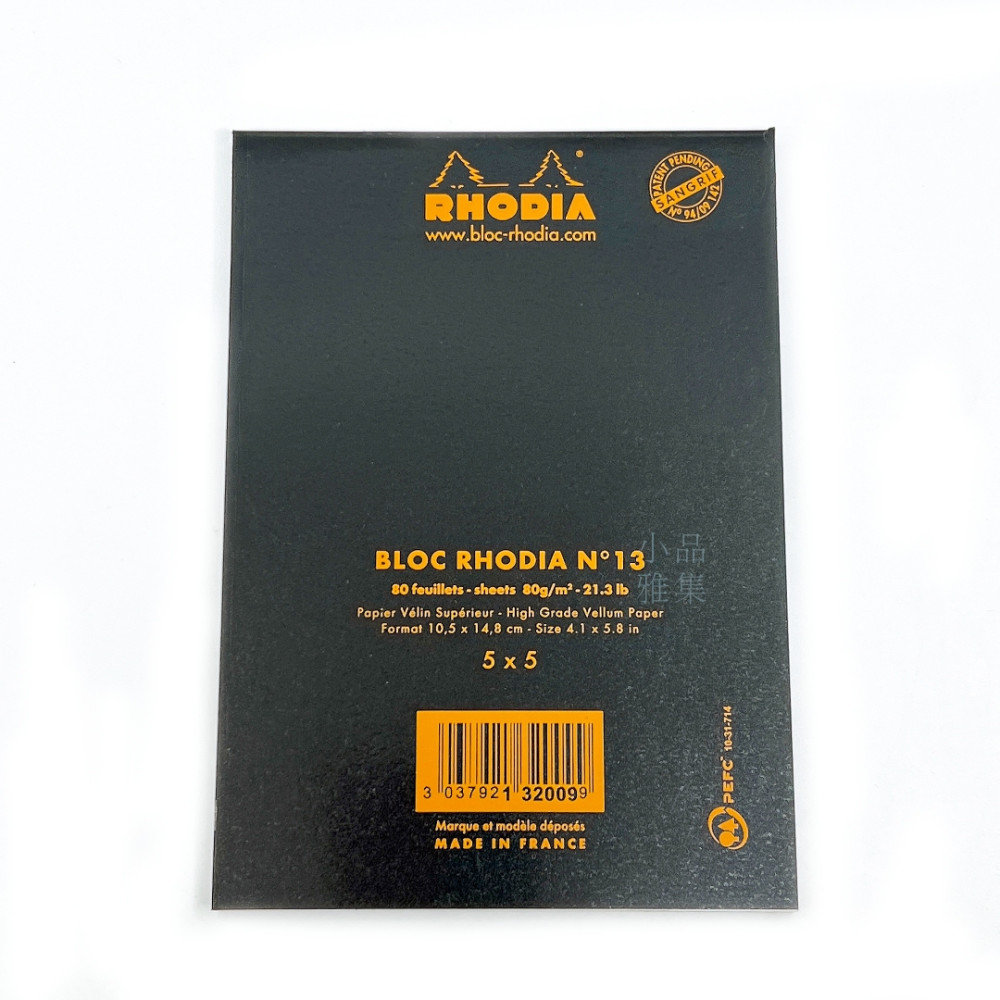 RHODIA®
www.bloc-rhodia.com
PATENT PENDING
SANGRIF
N° 94/09 142
小品
雅集
BLOC RHODIA N°13
80 feuillets - sheets 80g/m² - 21.3 lb
Papier Vélin Supérieur - High Grade Vellum Paper
Format 10,5 x 14,8 cm - Size 4.1 x 5.8 in
5 x 5
3 037921 320099
Marque et modèle déposés
MADE IN FRANCE
PEFC™ 10-31-714